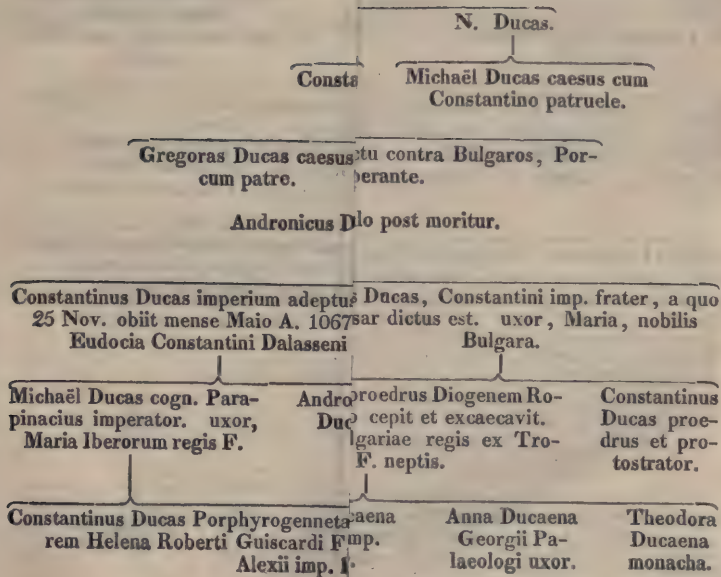 N. Ducas.
Consta Michaël Ducas caesus cum
Constantino patruele.
Gregoras Ducas caesus tu contra Bulgaros, Por-
cum patre. perante.
Andronicus D lo post moritur.
Constantinus Ducas imperium adeptus Ducas, Constantini imp. frater, a quo
25 Nov. obiit mense Maio A. 1067 sar dictus est. uxor, Maria, nobilis
Eudocia Constantini Dalasseni Bulgara.
Michaël Ducas cogn. Para- Andro proedrus Diogenem Ro- Constantinus
pinacius imperator. uxor, Duc cepit et excaecavit. Ducas proe-
Maria Iberorum regis F. lgariae regis ex Tro- drus et pro-
F. neptis. tostrator.
Constantinus Ducas Porphyrogenneta caena Anna Ducaena Theodora
rem Helena Roberti Guiscardi F mp. Georgii Pa- Ducaena
Alexii imp. laeologi uxor. monacha.